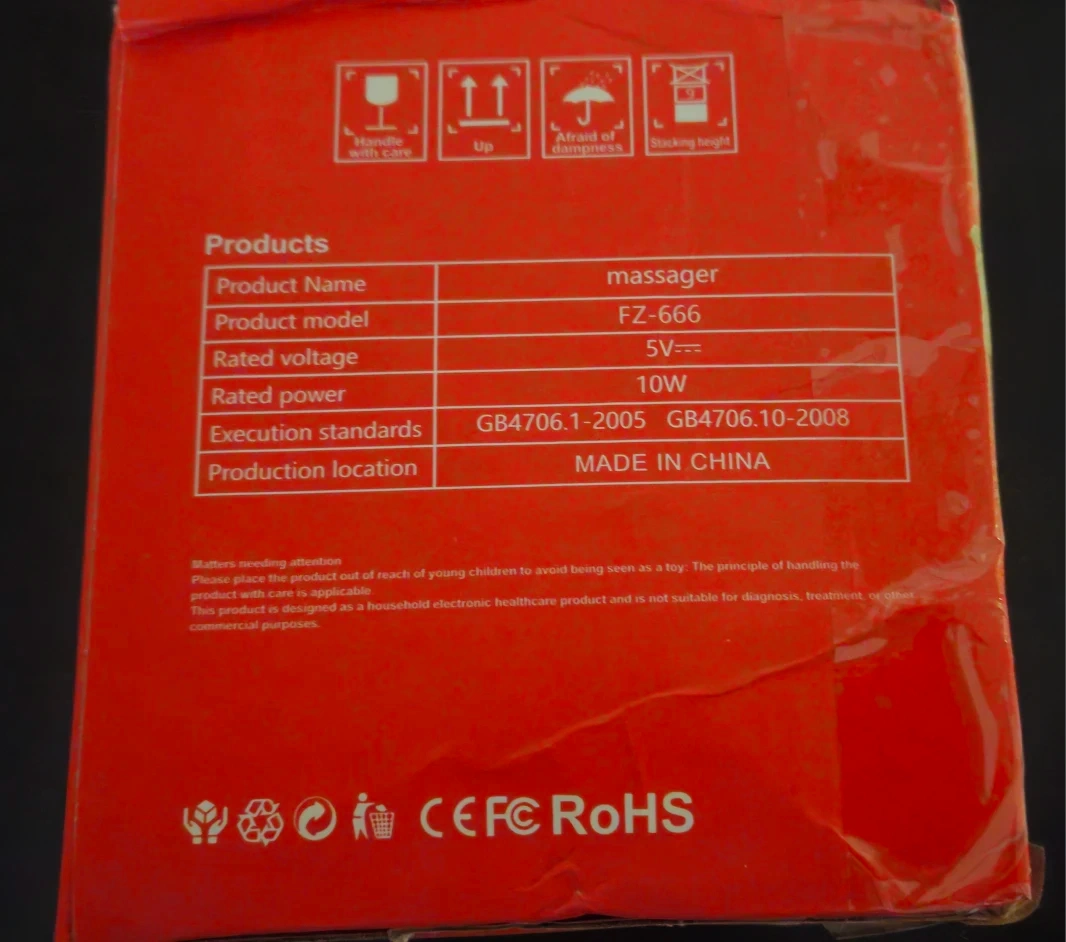 Handle
with care
Up
Afraid of
dampness
9
Stacking height
Products
Product Name massager
Product model FZ-666
Rated voltage 5V⎓
Rated power 10W
Execution standards GB4706.1-2005 GB4706.10-2008
Production location MADE IN CHINA
Matters needing attention
Please place the product out of reach of young children to avoid being seen as a toy: The principle of handling the
product with care is applicable
This product is designed as a household electronic healthcare product and is not suitable for diagnosis, treatment, or other
commercial purposes.
CE FC RoHS